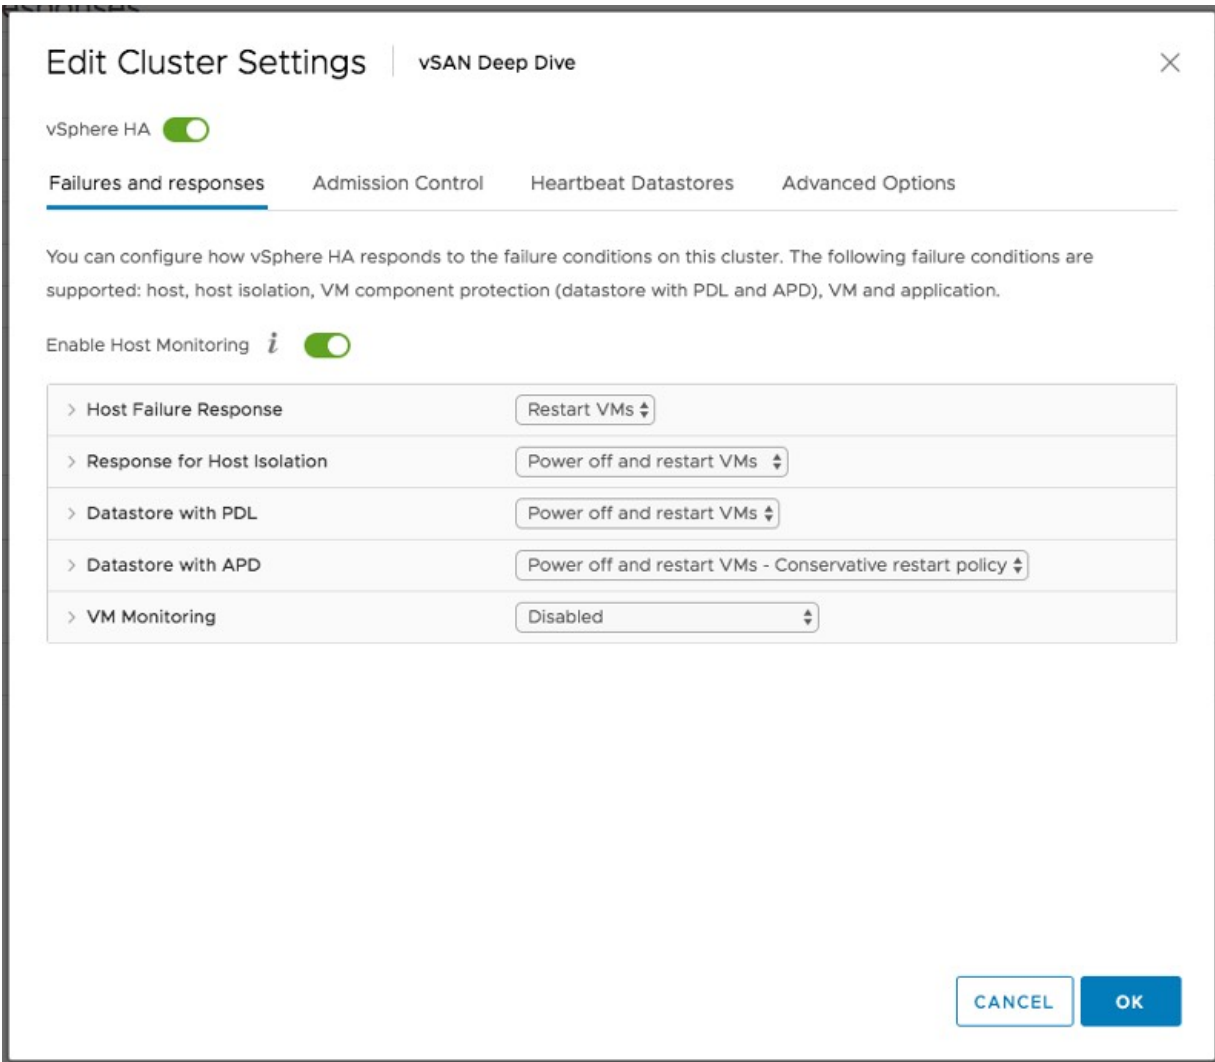 Edit Cluster Settings vSAN Deep Dive
vSphere HA
Failures and responses Admission Control Heartbeat Datastores Advanced Options
You can configure how vSphere HA responds to the failure conditions on this cluster. The following failure conditions are
supported: host, host isolation, VM component protection (datastore with PDL and APD), VM and application.
Enable Host Monitoring i
Host Failure Response Restart VMs
Response for Host Isolation Power off and restart VMs
Datastore with PDL Power off and restart VMs
Datastore with APD Power off and restart VMs - Conservative restart policy
VM Monitoring Disabled
CANCEL OK